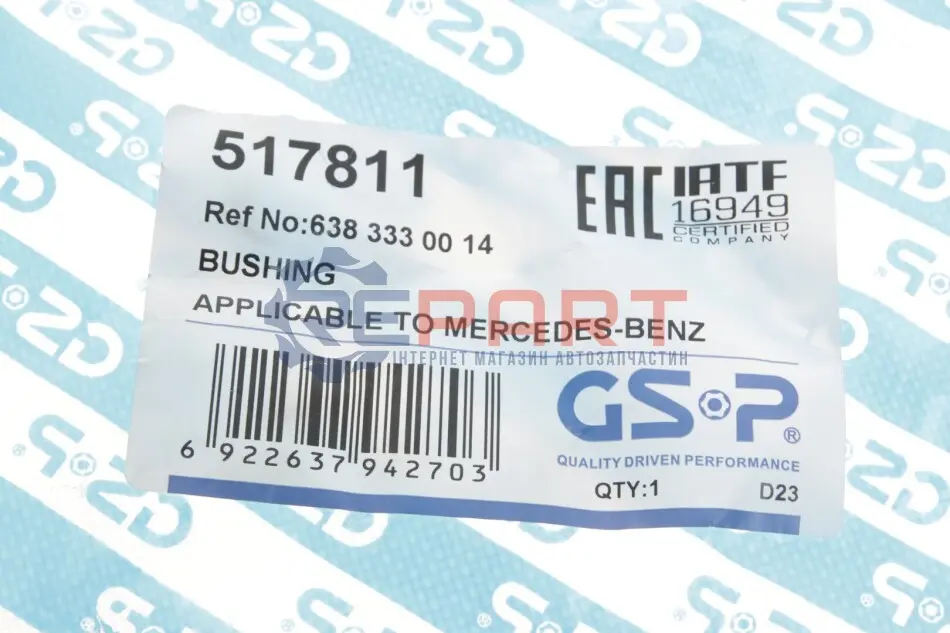 517811
EAC
IATF
16949
CERTIFIED
COMPANY
Ref No:638 333 00 14
BUSHING
APPLICABLE TO MERCEDES-BENZ
REPORT
ІНТЕРНЕТ МАГАЗИН АВТОЗАПЧАСТИН
6 922637 942703
GSP®
QUALITY DRIVEN PERFORMANCE
QTY:1
D23